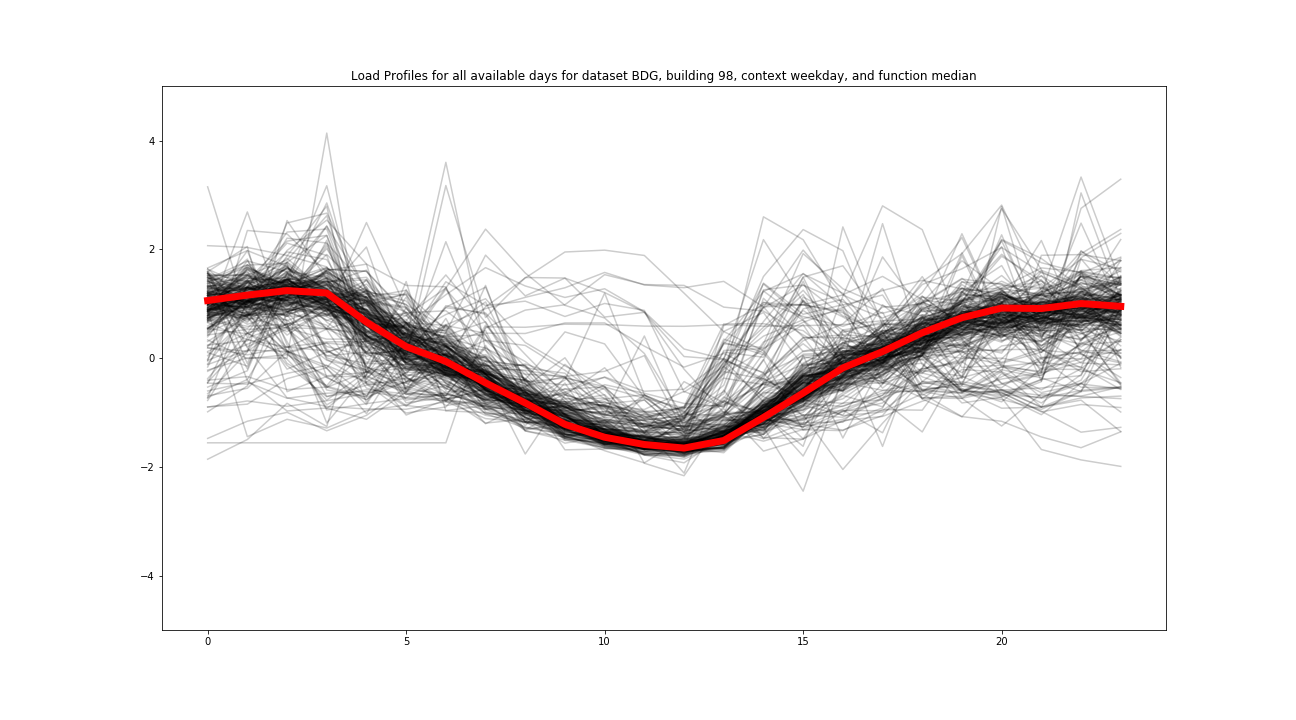 Load Profiles for all available days for dataset BDG, building 98, context weekday, and function median
4
2
0
−2
−4
0 5 10 15 20